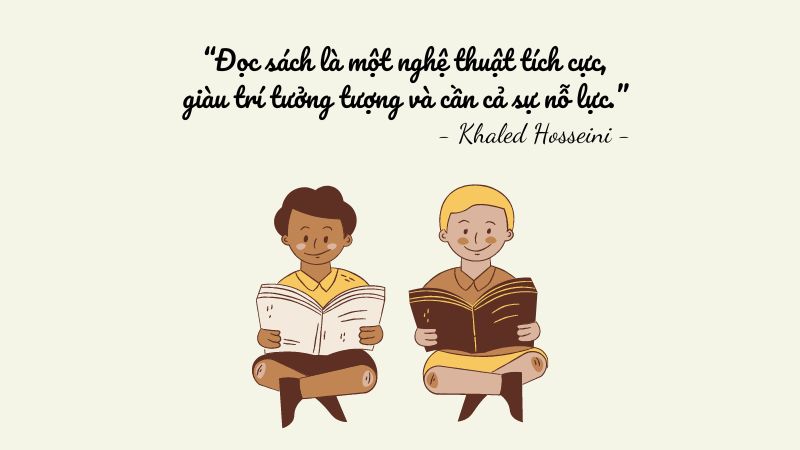 “Đọc sách là một nghệ thuật tích cực,
giàu trí tưởng tượng và cần cả sự nỗ lực.”
- Khaled Hosseini -